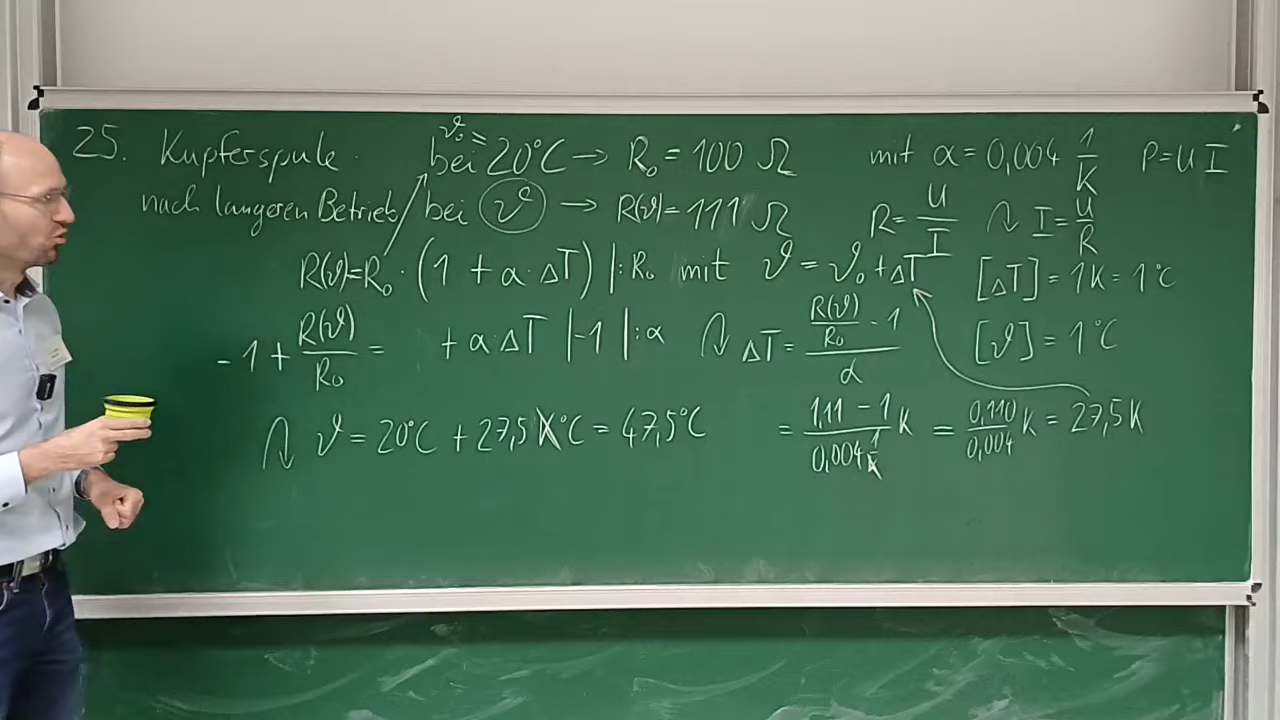 25. Kupferspule bei ϑ₀ = 20°C → R₀ = 100 Ω mit α = 0,004 1/K P = U I
nach längeren Betrieb bei ϑ → R(ϑ) = 111 Ω R = U/I ↷ I = U/R
R(ϑ) = R₀ · (1 + α · ΔT) |: R₀ mit ϑ = ϑ₀ + ΔT [ΔT] = 1K = 1°C
-1 + R(ϑ)/R₀ = + α ΔT |-1 |: α ↷ ΔT = (R(ϑ)/R₀ - 1)/α [ϑ] = 1°C
↷ ϑ = 20°C + 27,5 K °C = 47,5°C = (1,11 - 1)/(0,004 1/K) K = 0,110/0,004 K = 27,5 K